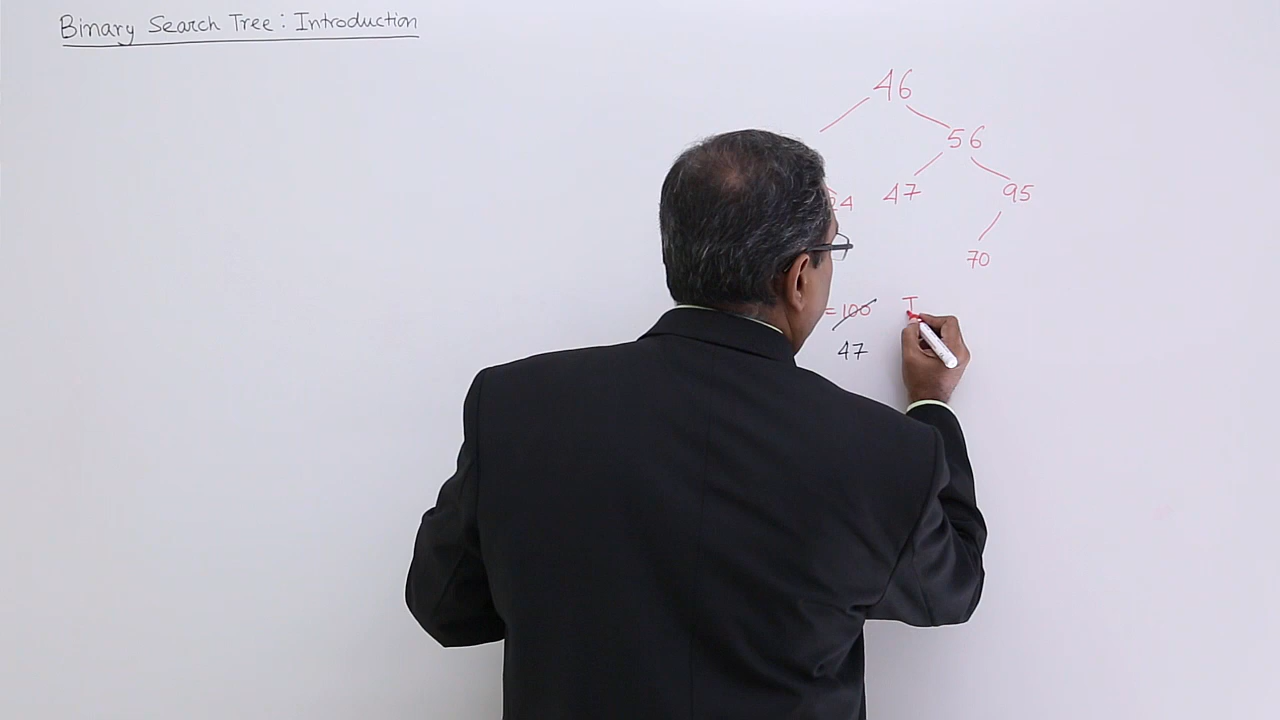 Binary Search Tree : Introduction
46
56
24 47 95
70
= 100 I
47